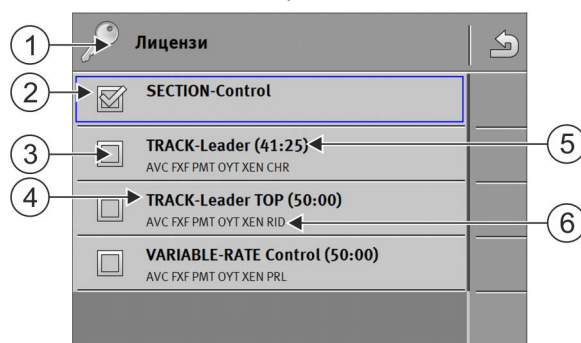 Лицензи
SECTION-Control
TRACK-Leader (41:25)
AVC FXF PMT OYT XEN CHR
TRACK-Leader TOP (50:00)
AVC FXF PMT OYT XEN RID
VARIABLE-RATE Control (50:00)
AVC FXF PMT OYT XEN PRL
1
2
3
4
5
6